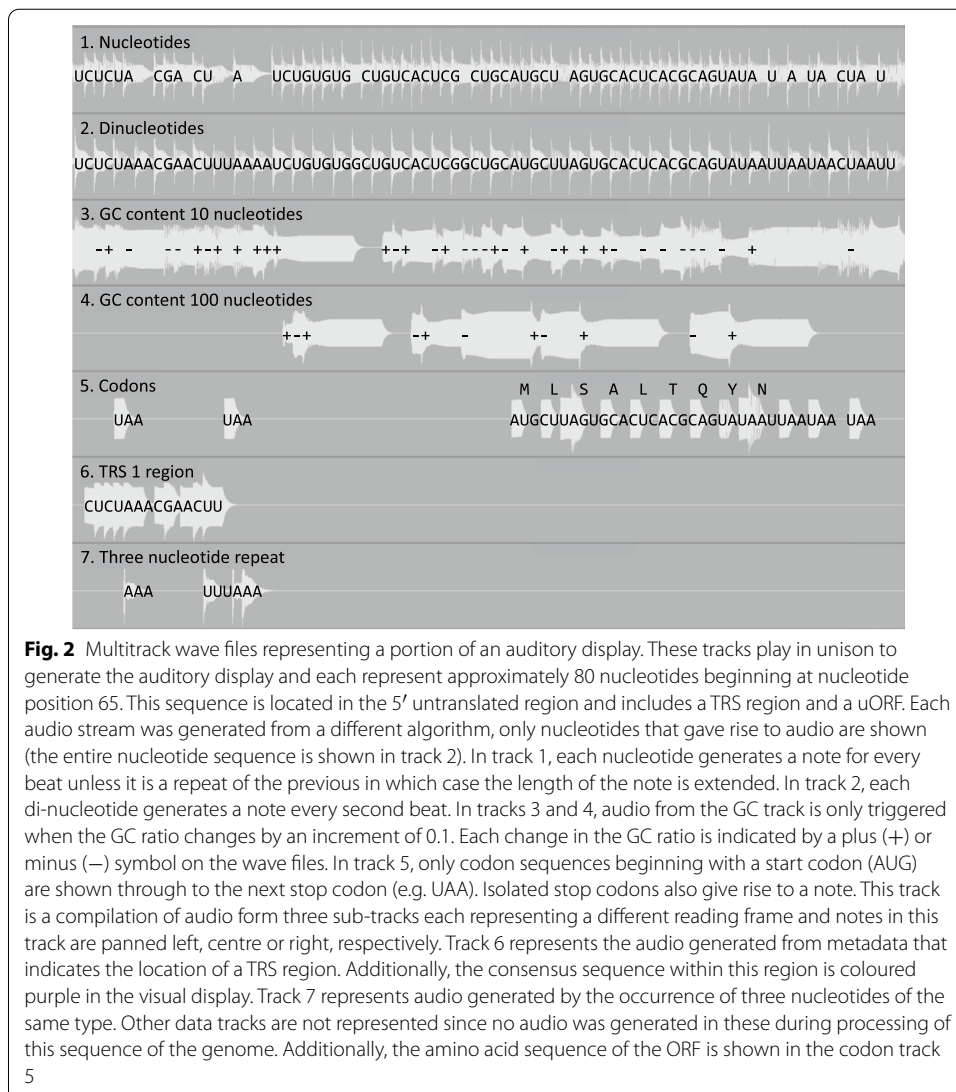 1. Nucleotides
UCUCUA CGA CU A UCUGUGUG CUGUCACUCG CUGCAUGCU AGUGCACUCACGCAGUAUA U A UA CUA U
2. Dinucleotides
UCUCUAAACGAACUUUAAAAUCUGUGUGGCUGUCACUCGGCUGCAUGCUUAGUGCACUCACGCAGUAUAAUUAAUAACUAAUU
3. GC content 10 nucleotides
-+ - -- +-+ + +++ +-+ -+ ---+- + -+ + +- - - --- - + -
4. GC content 100 nucleotides
+-+ -+ - +- + - +
5. Codons
M L S A L T Q Y N
UAA UAA AUGCUUAGUGCACUCACGCAGUAUAAUUAAUAA UAA
6. TRS 1 region
CUCUAAACGAACUU
7. Three nucleotide repeat
AAA UUUAAA
Fig. 2 Multitrack wave files representing a portion of an auditory display. These tracks play in unison to
generate the auditory display and each represent approximately 80 nucleotides beginning at nucleotide
position 65. This sequence is located in the 5′ untranslated region and includes a TRS region and a uORF. Each
audio stream was generated from a different algorithm, only nucleotides that gave rise to audio are shown
(the entire nucleotide sequence is shown in track 2). In track 1, each nucleotide generates a note for every
beat unless it is a repeat of the previous in which case the length of the note is extended. In track 2, each
di-nucleotide generates a note every second beat. In tracks 3 and 4, audio from the GC track is only triggered
when the GC ratio changes by an increment of 0.1. Each change in the GC ratio is indicated by a plus (+) or
minus (−) symbol on the wave files. In track 5, only codon sequences beginning with a start codon (AUG)
are shown through to the next stop codon (e.g. UAA). Isolated stop codons also give rise to a note. This track
is a compilation of audio form three sub-tracks each representing a different reading frame and notes in this
track are panned left, centre or right, respectively. Track 6 represents the audio generated from metadata that
indicates the location of a TRS region. Additionally, the consensus sequence within this region is coloured
purple in the visual display. Track 7 represents audio generated by the occurrence of three nucleotides of the
same type. Other data tracks are not represented since no audio was generated in these during processing of
this sequence of the genome. Additionally, the amino acid sequence of the ORF is shown in the codon track
5